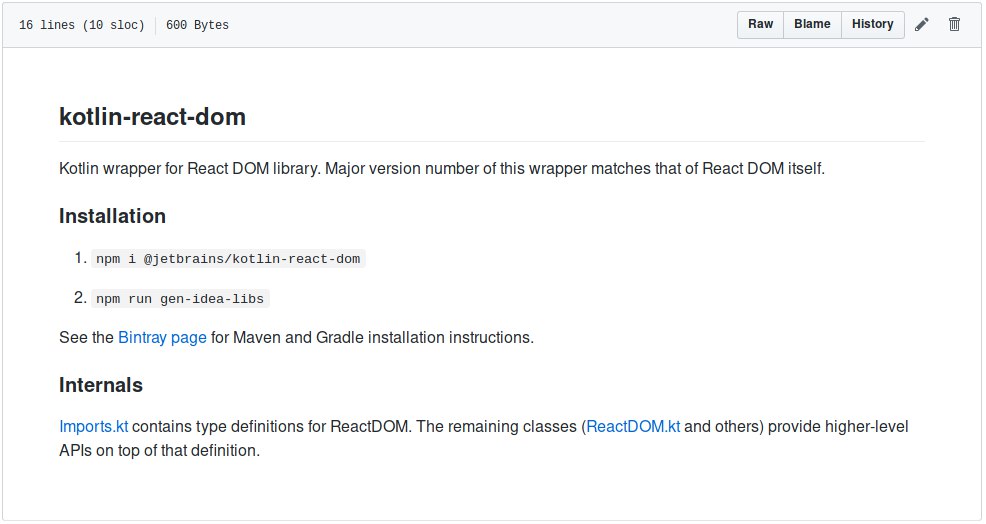 16 lines (10 sloc) 600 Bytes Raw Blame History
kotlin-react-dom
Kotlin wrapper for React DOM library. Major version number of this wrapper matches that of React DOM itself.
Installation
1. npm i @jetbrains/kotlin-react-dom
2. npm run gen-idea-libs
See the Bintray page for Maven and Gradle installation instructions.
Internals
Imports.kt contains type definitions for ReactDOM. The remaining classes (ReactDOM.kt and others) provide higher-level
APIs on top of that definition.